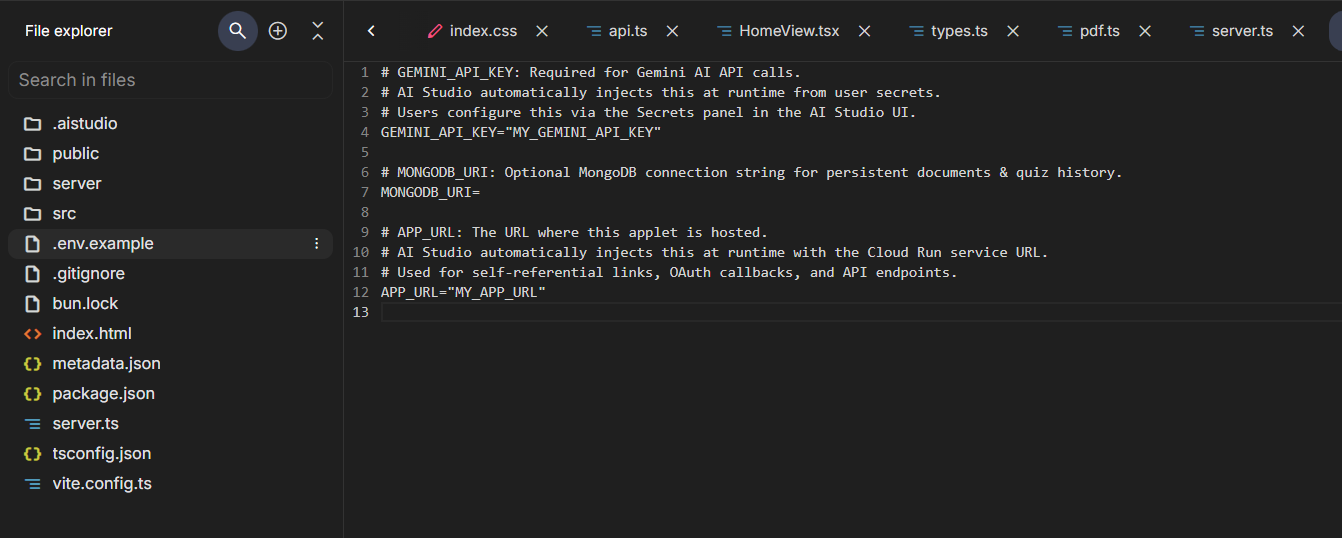 File explorer
Search in files
.aistudio
public
server
src
.env.example
.gitignore
bun.lock
index.html
metadata.json
package.json
server.ts
tsconfig.json
vite.config.ts
index.css
api.ts
HomeView.tsx
types.ts
pdf.ts
server.ts
1 # GEMINI_API_KEY: Required for Gemini AI API calls.
2 # AI Studio automatically injects this at runtime from user secrets.
3 # Users configure this via the Secrets panel in the AI Studio UI.
4 GEMINI_API_KEY="MY_GEMINI_API_KEY"
5
6 # MONGODB_URI: Optional MongoDB connection string for persistent documents & quiz history.
7 MONGODB_URI=
8
9 # APP_URL: The URL where this applet is hosted.
10 # AI Studio automatically injects this at runtime with the Cloud Run service URL.
11 # Used for self-referential links, OAuth callbacks, and API endpoints.
12 APP_URL="MY_APP_URL"
13